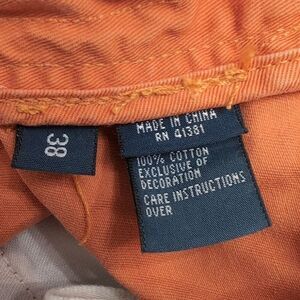 38
MADE IN CHINA
RN 41381
100% COTTON
EXCLUSIVE OF
DECORATION
CARE INSTRUCTIONS
OVER